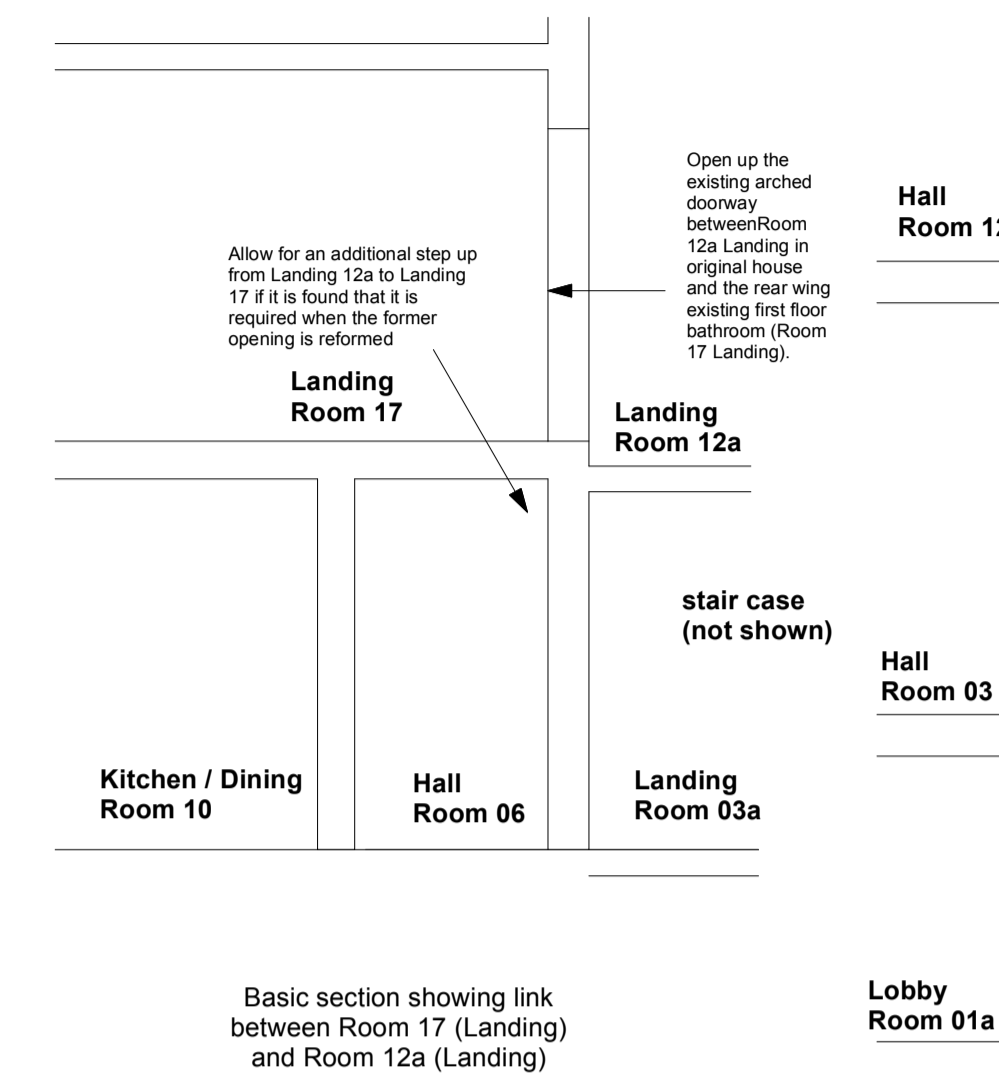 Open up the
existing arched
doorway
betweenRoom
12a Landing in
original house
and the rear wing
existing first floor
bathroom (Room
17 Landing).
Hall
Room 12
Allow for an additional step up
from Landing 12a to Landing
17 if it is found that it is
required when the former
opening is reformed
Landing
Room 17
Landing
Room 12a
stair case
(not shown)
Hall
Room 03
Kitchen / Dining
Room 10
Hall
Room 06
Landing
Room 03a
Basic section showing link
between Room 17 (Landing)
and Room 12a (Landing)
Lobby
Room 01a